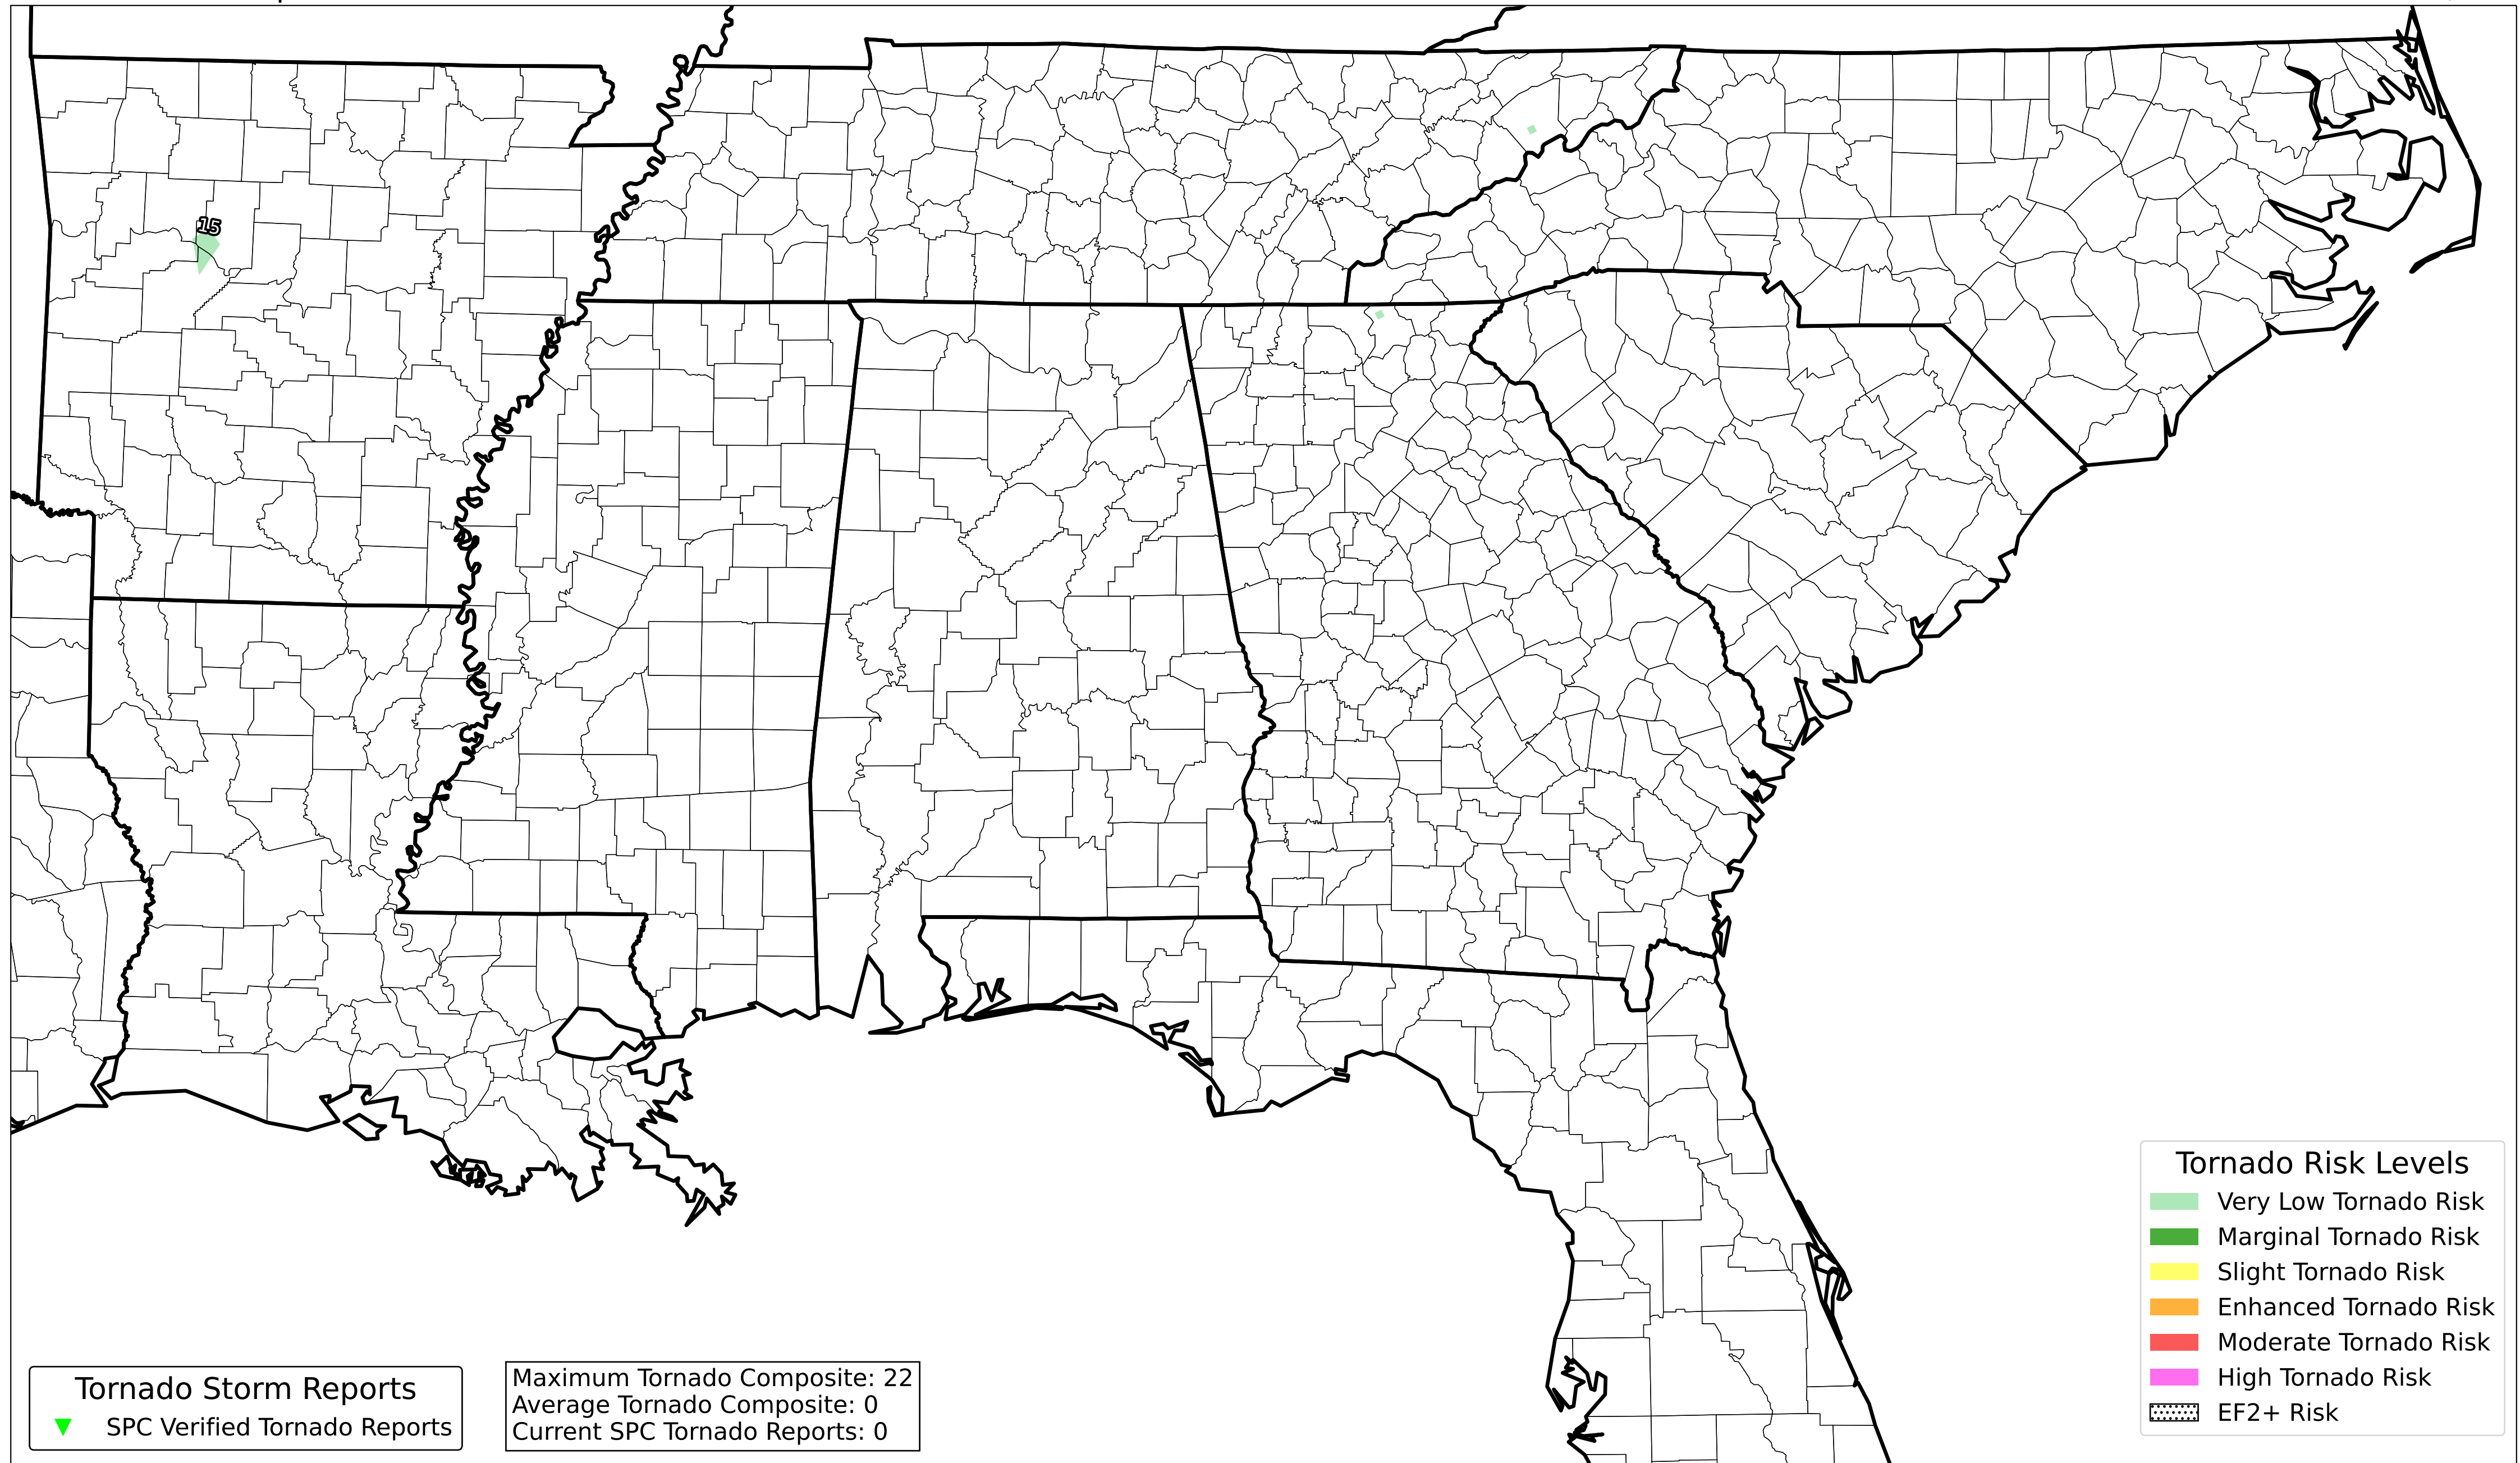 15
Tornado Risk Levels
Very Low Tornado Risk
Marginal Tornado Risk
Slight Tornado Risk
Enhanced Tornado Risk
Moderate Tornado Risk
High Tornado Risk
EF2+ Risk
Tornado Storm Reports
SPC Verified Tornado Reports
Maximum Tornado Composite: 22
Average Tornado Composite: 0
Current SPC Tornado Reports: 0